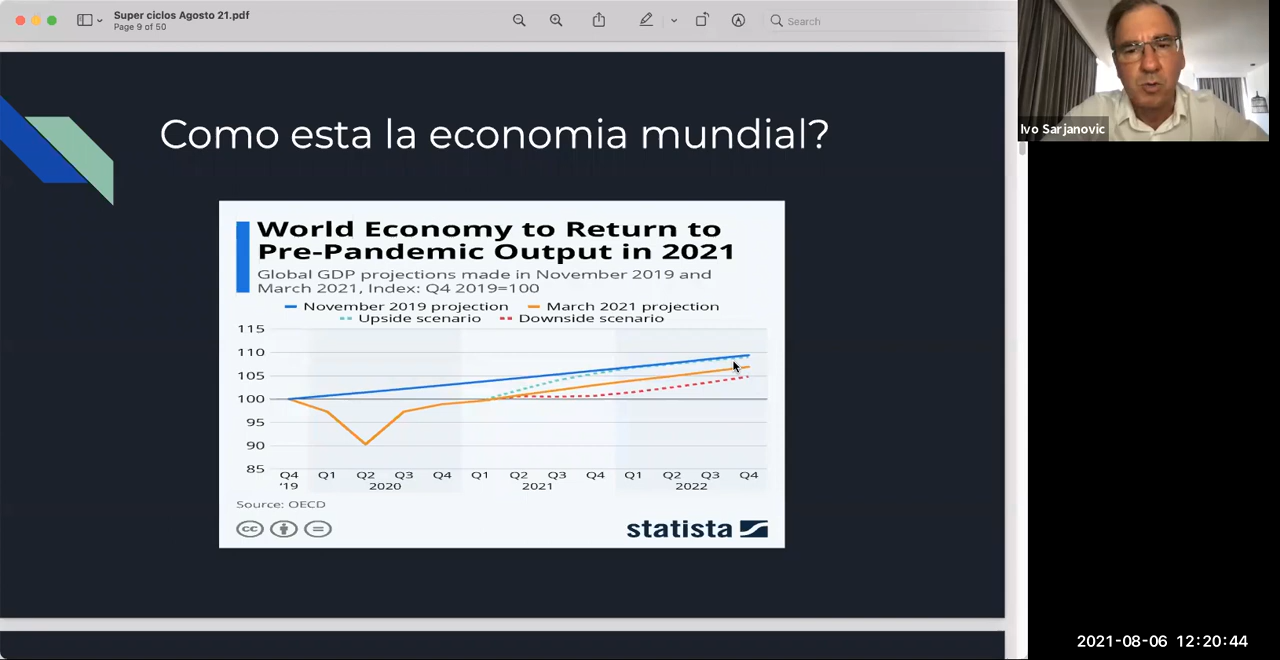 Super ciclos Agosto 21.pdf
Page 9 of 50
Search
Ivo Sarjanovic
Como esta la economia mundial?
World Economy to Return to
Pre-Pandemic Output in 2021
Global GDP projections made in November 2019 and
March 2021, Index: Q4 2019=100
November 2019 projection March 2021 projection
Upside scenario Downside scenario
115
110
105
100
95
90
85
Q4 Q1 Q2 Q3 Q4 Q1 Q2 Q3 Q4 Q1 Q2 Q3 Q4
'19 2020 2021 2022
Source: OECD
cc
statista
2021-08-06 12:20:44